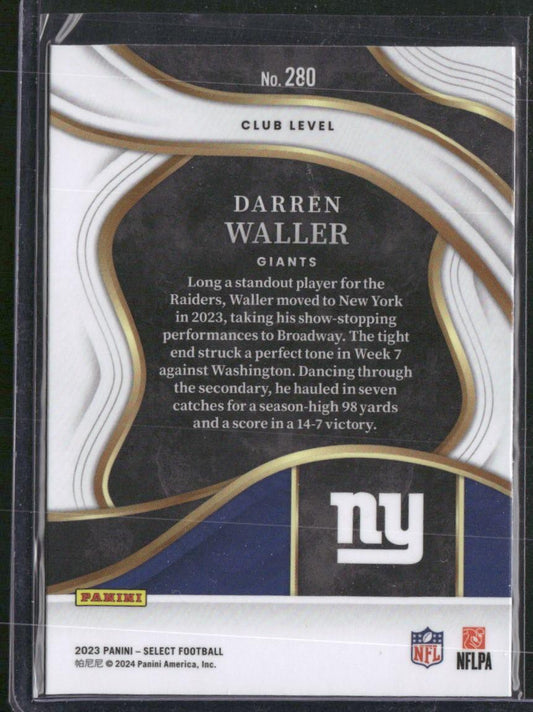 No. 280
CLUB LEVEL
DARREN
WALLER
GIANTS
Long a standout player for the
Raiders, Waller moved to New York
in 2023, taking his show-stopping
performances to Broadway. The tight
end struck a perfect tone in Week 7
against Washington. Dancing through
the secondary, he hauled in seven
catches for a season-high 98 yards
and a score in a 14-7 victory.
ny
PANINI
2023 PANINI – SELECT FOOTBALL
帕尼尼 © 2024 Panini America, Inc.
NFL
NFLPA